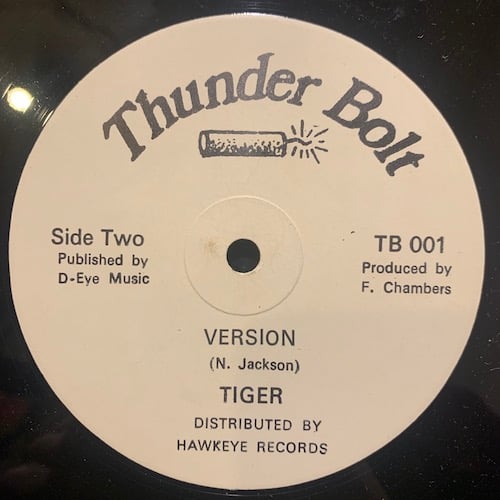 Thunder Bolt
Side Two
Published by
D-Eye Music
TB 001
Produced by
F. Chambers
VERSION
(N. Jackson)
TIGER
DISTRIBUTED BY
HAWKEYE RECORDS